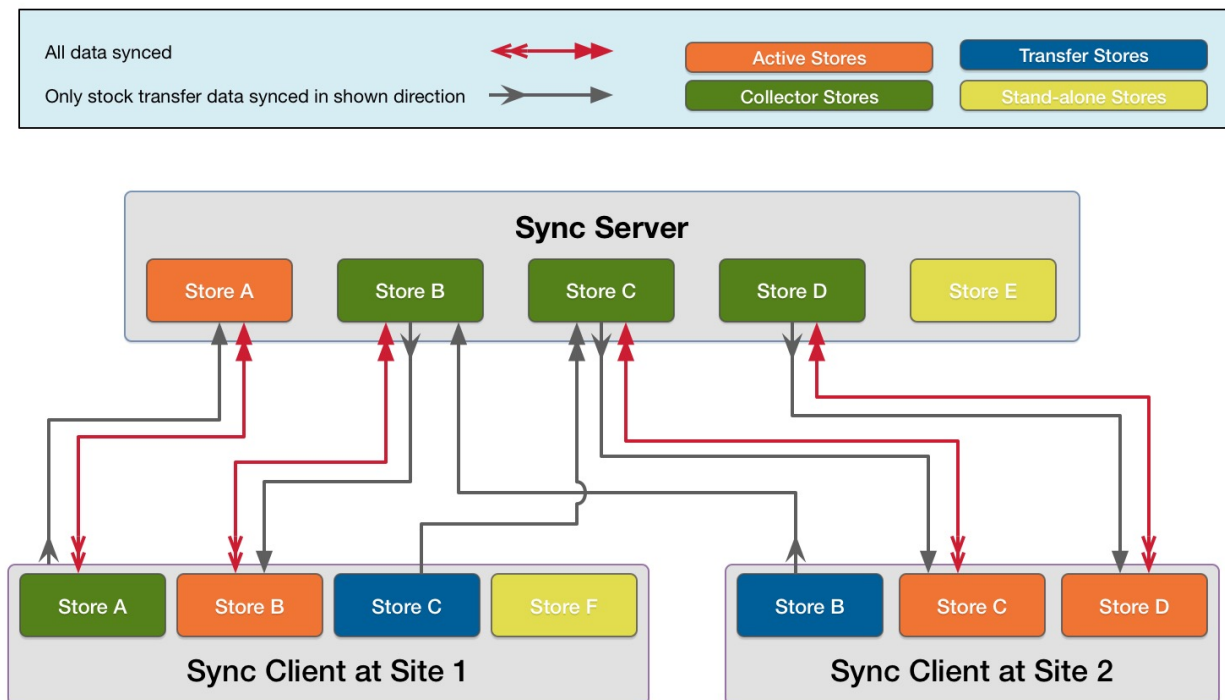 All data synced
Active Stores
Transfer Stores
Only stock transfer data synced in shown direction
Collector Stores
Stand-alone Stores
Sync Server
Store A
Store B
Store C
Store D
Store E
Store A
Store B
Store C
Store F
Store B
Store C
Store D
Sync Client at Site 1
Sync Client at Site 2